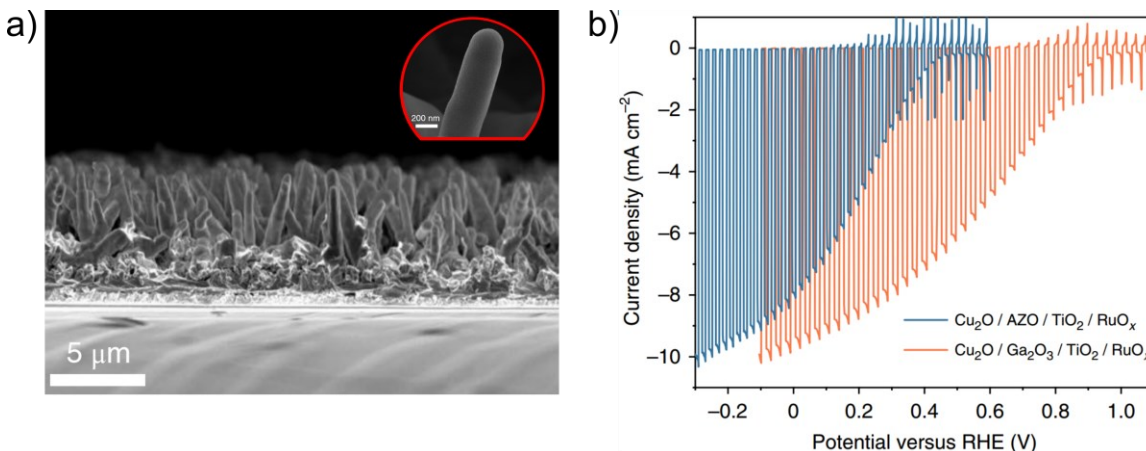 a)
200 nm
5 μm
b)
Current density (mA cm⁻²)
0
−2
−4
−6
−8
−10
Cu₂O / AZO / TiO₂ / RuOₓ
Cu₂O / Ga₂O₃ / TiO₂ / RuO
−0.2 0 0.2 0.4 0.6 0.8 1.0
Potential versus RHE (V)